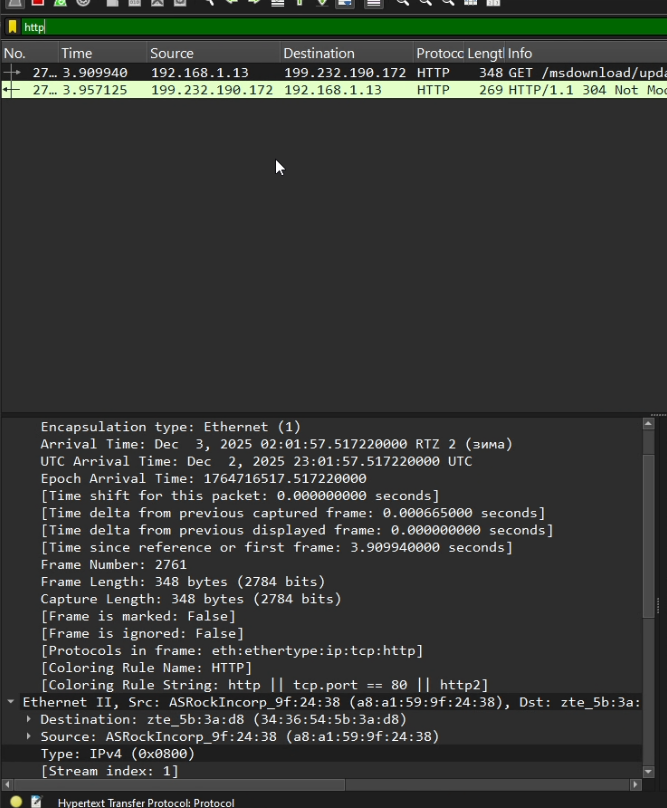 http
No. Time Source Destination Protocc Lengtl Info
27… 3.909940 192.168.1.13 199.232.190.172 HTTP 348 GET /msdownload/upda
27… 3.957125 199.232.190.172 192.168.1.13 HTTP 269 HTTP/1.1 304 Not Mod
Encapsulation type: Ethernet (1)
Arrival Time: Dec  3, 2025 02:01:57.517220000 RTZ 2 (зима)
UTC Arrival Time: Dec  2, 2025 23:01:57.517220000 UTC
Epoch Arrival Time: 1764716517.517220000
[Time shift for this packet: 0.000000000 seconds]
[Time delta from previous captured frame: 0.000665000 seconds]
[Time delta from previous displayed frame: 0.000000000 seconds]
[Time since reference or first frame: 3.909940000 seconds]
Frame Number: 2761
Frame Length: 348 bytes (2784 bits)
Capture Length: 348 bytes (2784 bits)
[Frame is marked: False]
[Frame is ignored: False]
[Protocols in frame: eth:ethertype:ip:tcp:http]
[Coloring Rule Name: HTTP]
[Coloring Rule String: http || tcp.port == 80 || http2]
Ethernet II, Src: ASRockIncorp_9f:24:38 (a8:a1:59:9f:24:38), Dst: zte_5b:3a:
Destination: zte_5b:3a:d8 (34:36:54:5b:3a:d8)
Source: ASRockIncorp_9f:24:38 (a8:a1:59:9f:24:38)
Type: IPv4 (0x0800)
[Stream index: 1]
Hypertext Transfer Protocol: Protocol